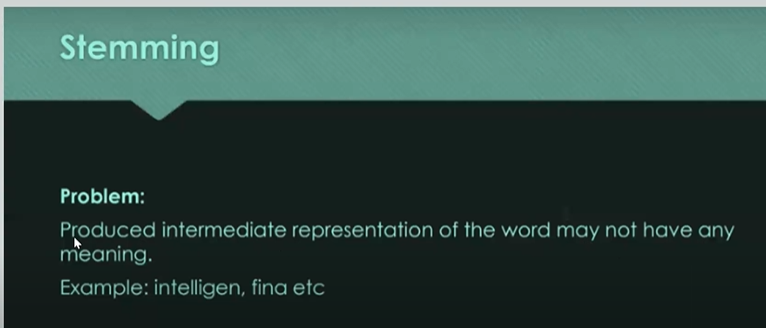 Stemming
Problem:
Produced intermediate representation of the word may not have any
meaning.
Example: intelligen, fina etc